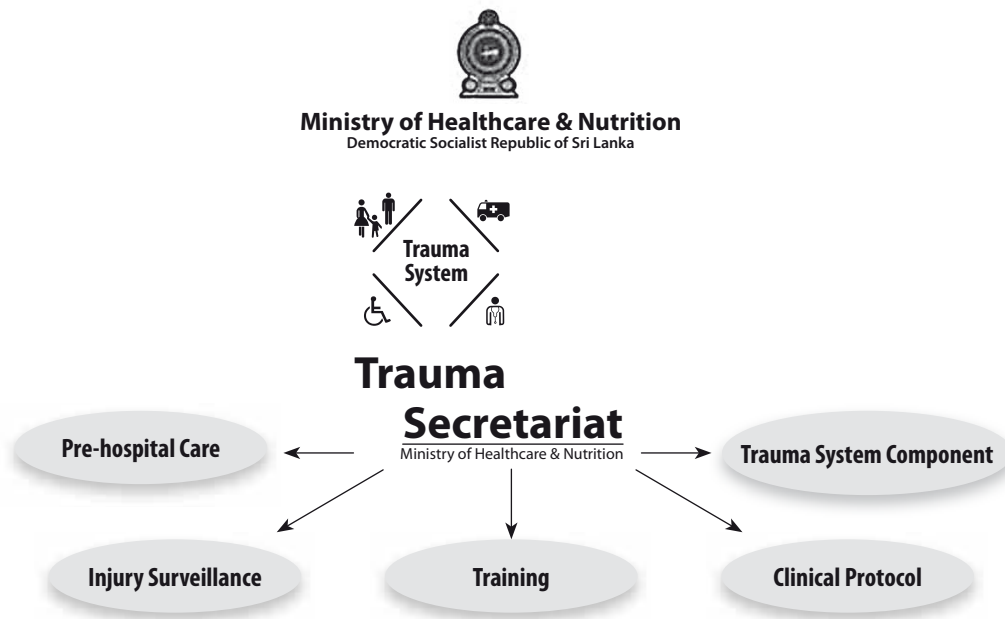 Ministry of Healthcare & Nutrition
Democratic Socialist Republic of Sri Lanka
Trauma
System
Trauma
Secretariat
Ministry of Healthcare & Nutrition
Pre-hospital Care
Trauma System Component
Injury Surveillance
Training
Clinical Protocol